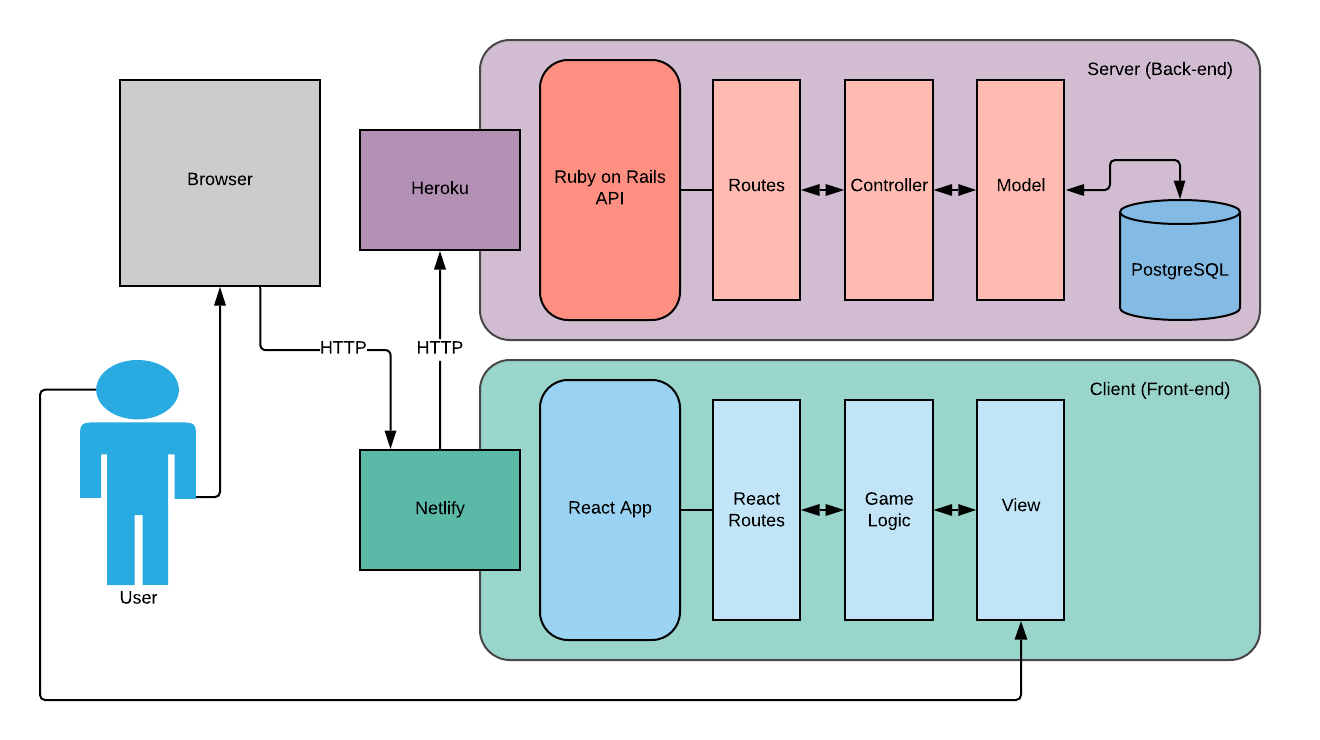 Server (Back-end)
Browser
Heroku
Ruby on Rails
API
Routes
Controller
Model
PostgreSQL
HTTP
HTTP
Client (Front-end)
Netlify
React App
React
Routes
Game
Logic
View
User